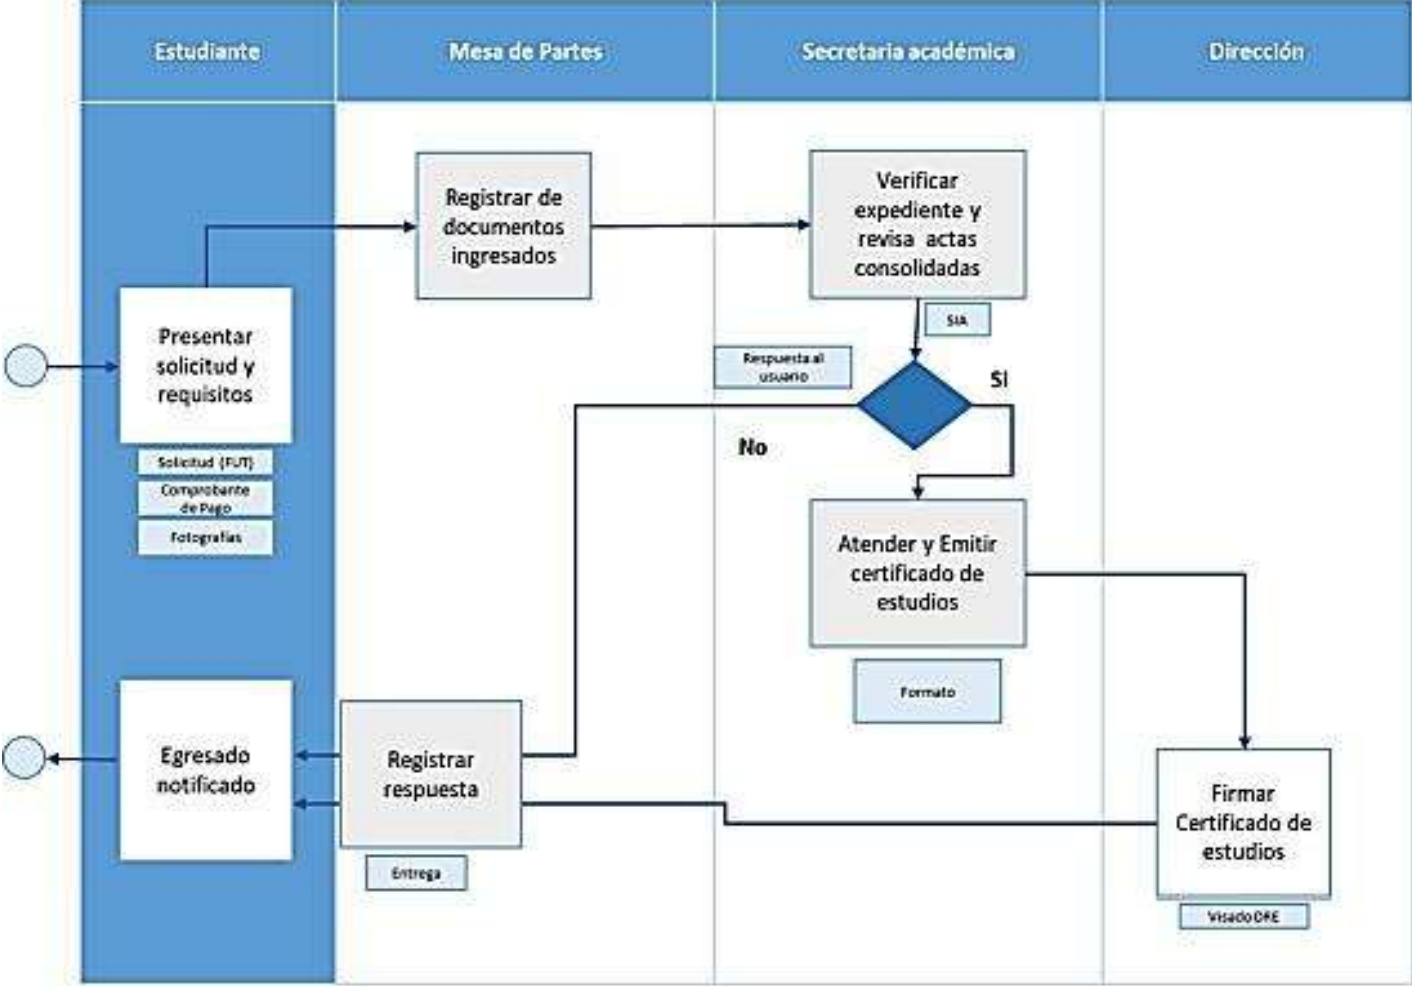 Estudiante
Mesa de Partes
Secretaria académica
Dirección
Registrar de
documentos
ingresados
Verificar
expediente y
revisa actas
consolidadas
SIA
Presentar
solicitud y
requisitos
Respuesta al
usuario
SI
No
Solicitud (FUT)
Comprobante
de Pago
Fotografías
Atender y Emitir
certificado de
estudios
Formato
Egresado
notificado
Registrar
respuesta
Entrega
Firmar
Certificado de
estudios
Visado DRE